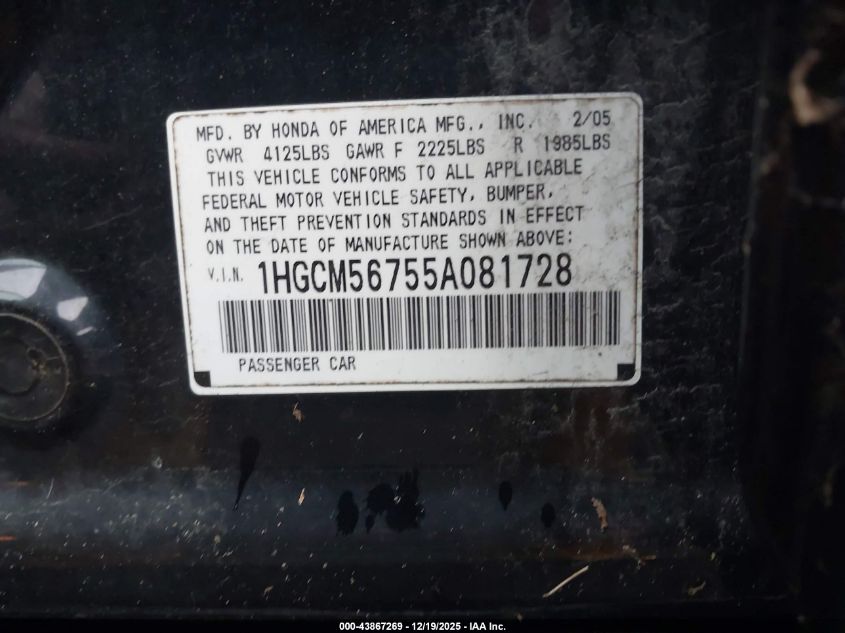 MFD. BY HONDA OF AMERICA MFG., INC. 2/05
GVWR 4125LBS GAWR F 2225LBS R 1985LBS
THIS VEHICLE CONFORMS TO ALL APPLICABLE
FEDERAL MOTOR VEHICLE SAFETY, BUMPER,
AND THEFT PREVENTION STANDARDS IN EFFECT
ON THE DATE OF MANUFACTURE SHOWN ABOVE:
V.I.N. 1HGCM56755A081728
PASSENGER CAR
000-43867269 - 12/19/2025 - IAA Inc.